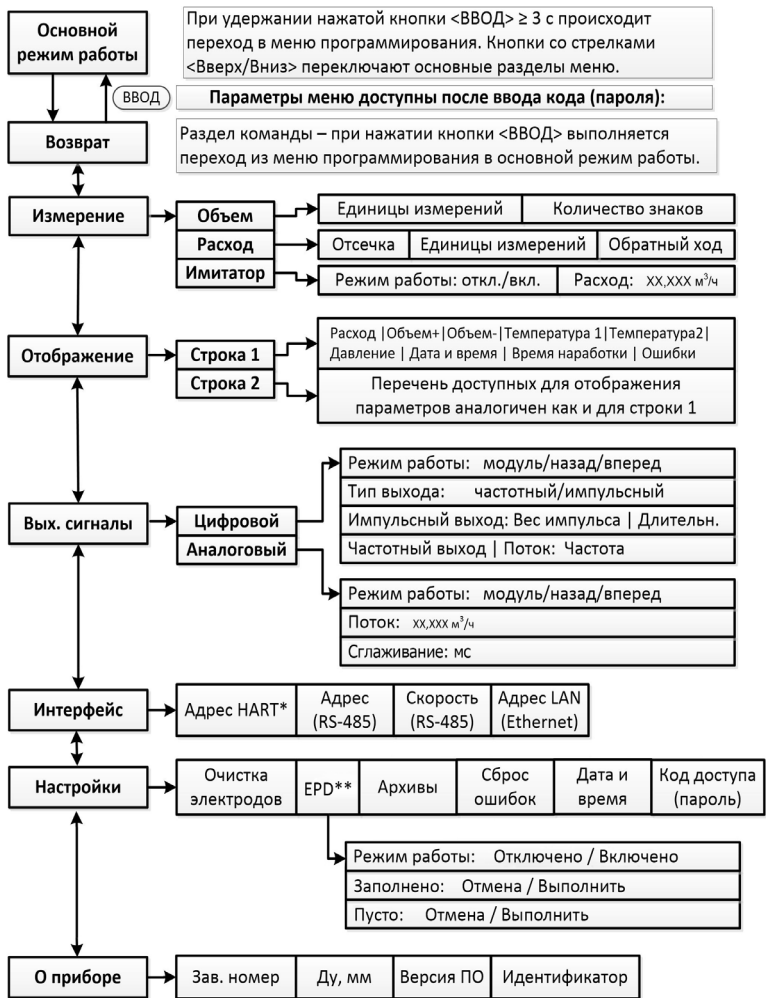 Основной
режим работы
При удержании нажатой кнопки <ВВОД> ≥ 3 с происходит
переход в меню программирования. Кнопки со стрелками
<Вверх/Вниз> переключают основные разделы меню.
ВВОД
Параметры меню доступны после ввода кода (пароля):
Возврат
Раздел команды – при нажатии кнопки <ВВОД> выполняется
переход из меню программирования в основной режим работы.
Измерение
Объем
Единицы измерений
Количество знаков
Расход
Отсечка
Единицы измерений
Обратный ход
Имитатор
Режим работы: откл./вкл.
Расход: XX,XXX м³/ч
Отображение
Строка 1
Расход |Объем+|Объем-|Температура 1|Температура2|
Давление | Дата и время | Время наработки | Ошибки
Строка 2
Перечень доступных для отображения
параметров аналогичен как и для строки 1
Вых. сигналы
Цифровой
Режим работы: модуль/назад/вперед
Тип выхода: частотный/импульсный
Импульсный выход: Вес импульса | Длительн.
Частотный выход | Поток: Частота
Аналоговый
Режим работы: модуль/назад/вперед
Поток: XX,XXX м³/ч
Сглаживание: мс
Интерфейс
Адрес HART*
Адрес
(RS-485)
Скорость
(RS-485)
Адрес LAN
(Ethernet)
Настройки
Очистка
электродов
EPD**
Архивы
Сброс
ошибок
Дата и
время
Код доступа
(пароль)
Режим работы: Отключено / Включено
Заполнено: Отмена / Выполнить
Пусто: Отмена / Выполнить
О приборе
Зав. номер
Ду, мм
Версия ПО
Идентификатор